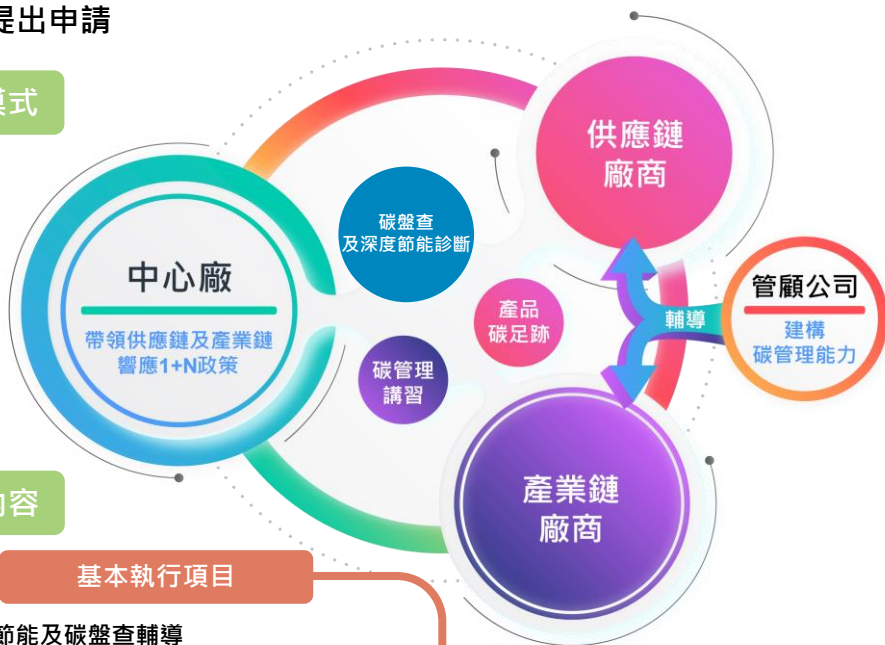 提出申請
模式
供應鏈
廠商
碳盤查
及深度節能診斷
中心廠
帶領供應鏈及產業鏈
響應1+N政策
產品
碳足跡
輔導
管顧公司
建構
碳管理能力
碳管理
講習
產業鏈
廠商
內容
基本執行項目
節能及碳盤查輔導